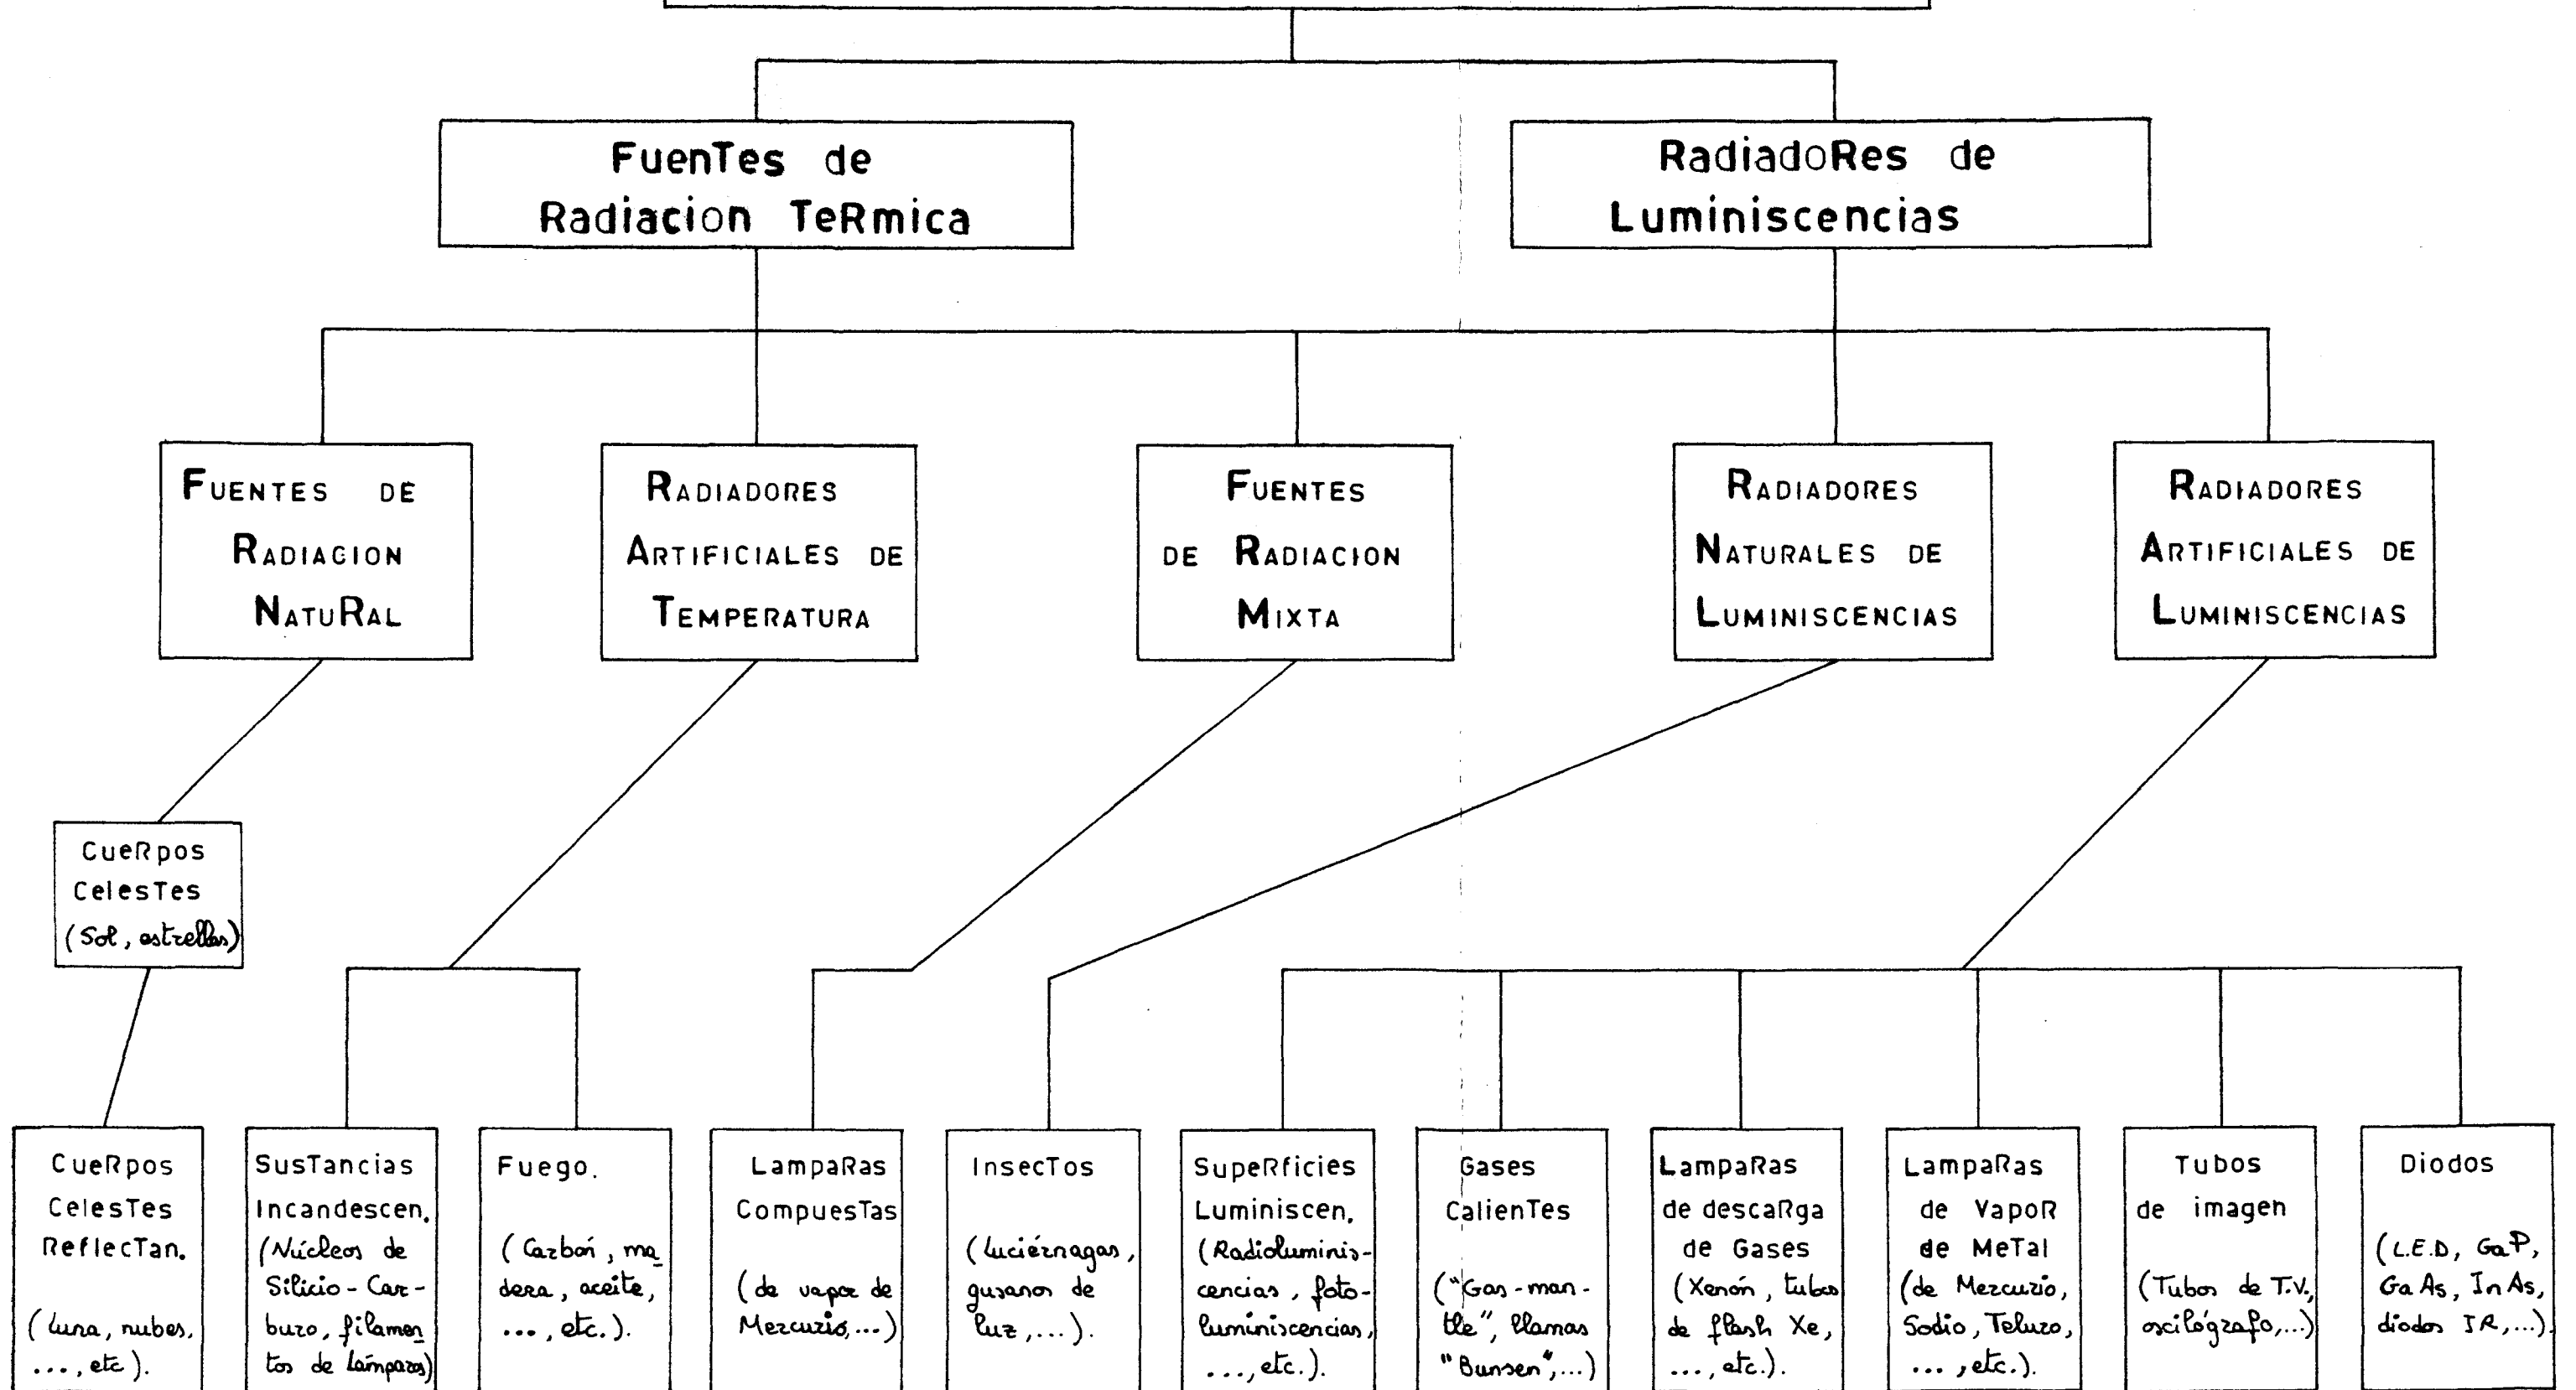 FuenTes de
Radiacion TeRmica
RadiadoRes de
Luminiscencias
FUENTES DE
RADIACION
NATURAL
RADIADORES
ARTIFICIALES DE
TEMPERATURA
FUENTES
DE RADIACION
MIXTA
RADIADORES
NATURALES DE
LUMINISCENCIAS
RADIADORES
ARTIFICIALES DE
LUMINISCENCIAS
CueRpos
CelesTes
(Sol, estrellas)
CueRpos
CelesTes
ReflecTan.
(Luna, nubes,
..., etc).
SusTancias
Incandescen.
(Núcleos de
Silicio-Car-
buro, filamen
tos de lámparas)
Fuego.
(Carbón, ma
dera, aceite,
..., etc.).
LampaRas
CompuesTas
(de vapor de
Mercurio,...)
InsecTos
(Luciérnagas,
gusanos de
luz,...).
SupeRficies
Luminiscen.
(Radioluminis-
cencias, foto-
luminiscencias,
..., etc.).
Gases
CalienTes
("Gas-man-
tle", llamas
"Bunsen",...)
LampaRas
de descaRga
de Gases
(Xenón, tubos
de flash Xe,
..., etc.).
LampaRas
de VapoR
de MeTal
(de Mercurio,
Sodio, Teluro,
..., etc.).
Tubos
de imagen
(Tubos de T.V.,
oscilógrafo,...)
Diodos
(L.E.D, GaP,
GaAs, InAs,
diodos IR,...).